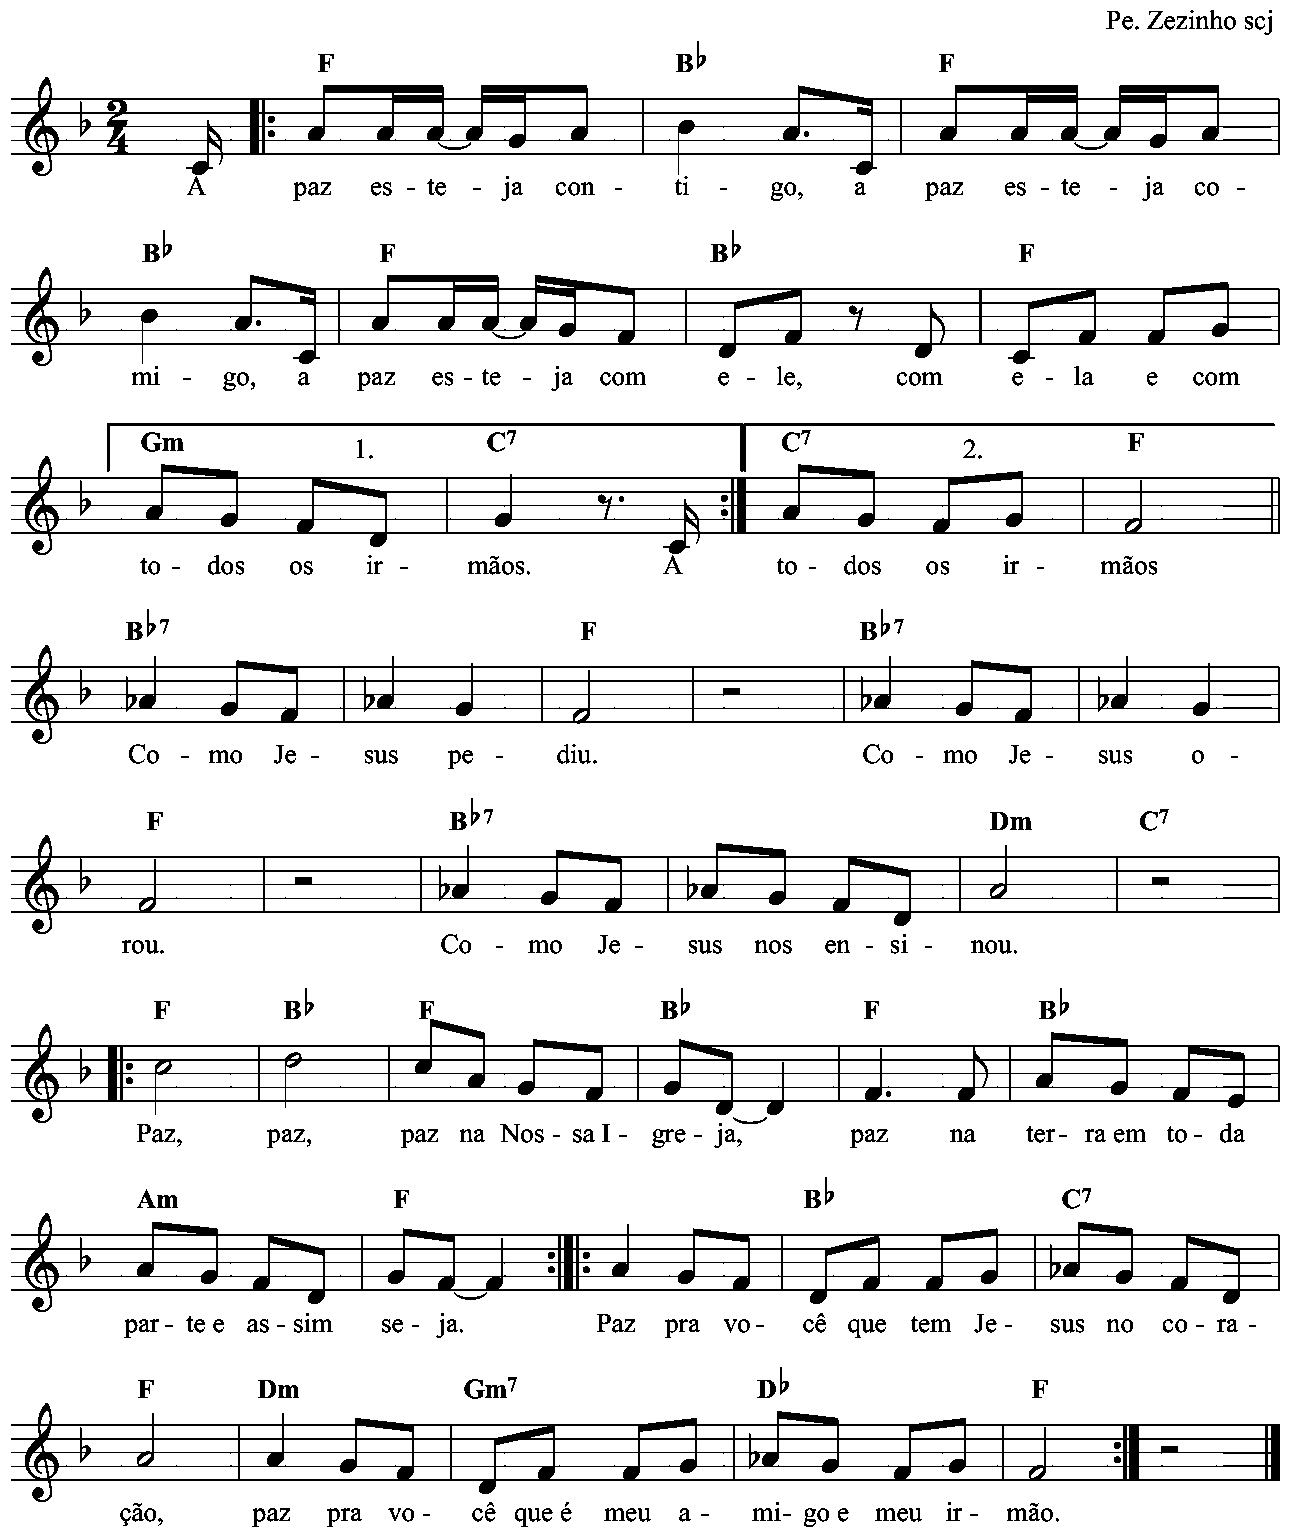 Pe. Zezinho scj
F B♭ F
2/4
A paz es - te - ja con - ti - go, a paz es - te - ja co -
B♭ F B♭ F
mi - go, a paz es - te - ja com e - le, com e - la e com
Gm 1. C7 C7 2. F
to - dos os ir - mãos. A to - dos os ir - mãos
B♭7 F B♭7
Co - mo Je - sus pe - diu. Co - mo Je - sus o -
F B♭7 Dm C7
rou. Co - mo Je - sus nos en - si - nou.
F B♭ F B♭ F B♭
Paz, paz, paz na Nos - sa I - gre - ja, paz na ter - ra em to - da
Am F B♭ C7
par - te e as - sim se - ja. Paz pra vo - cê que tem Je - sus no co - ra -
F Dm Gm7 D♭ F
ção, paz pra vo - cê que é meu a - mi - go e meu ir - mão.